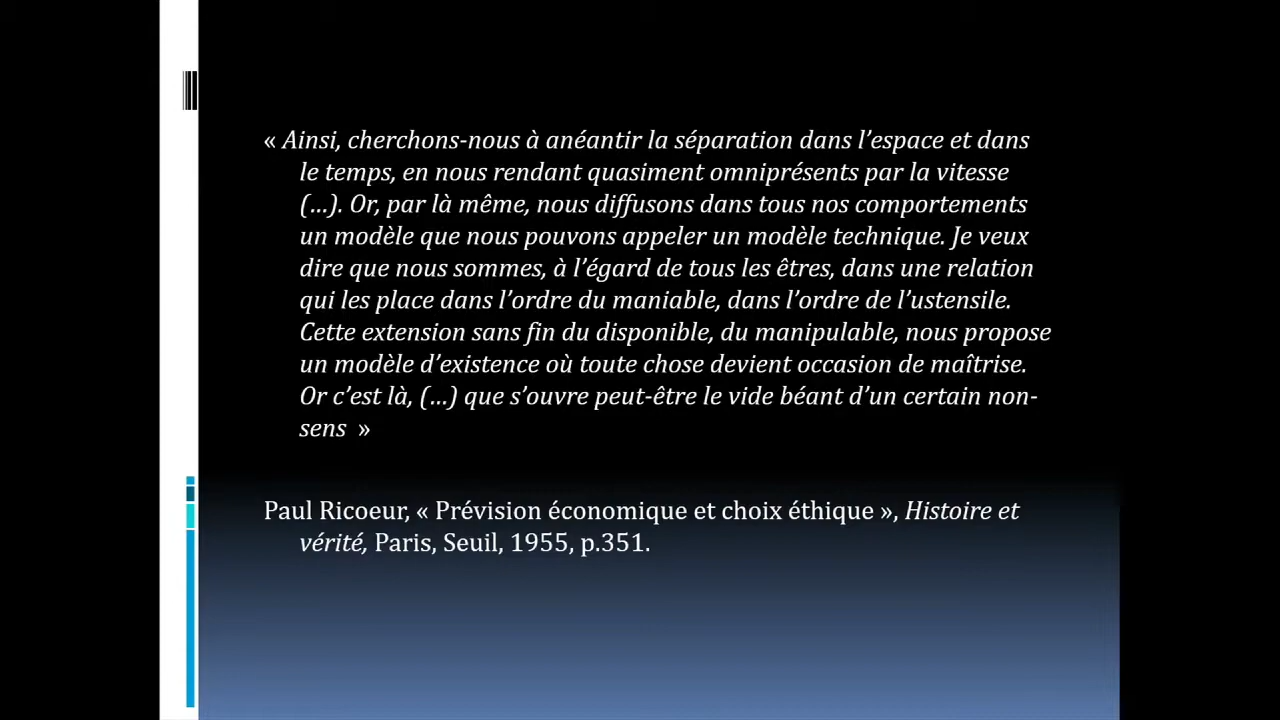 « Ainsi, cherchons-nous à anéantir la séparation dans l’espace et dans
le temps, en nous rendant quasiment omniprésents par la vitesse
(…). Or, par là même, nous diffusons dans tous nos comportements
un modèle que nous pouvons appeler un modèle technique. Je veux
dire que nous sommes, à l’égard de tous les êtres, dans une relation
qui les place dans l’ordre du maniable, dans l’ordre de l’ustensile.
Cette extension sans fin du disponible, du manipulable, nous propose
un modèle d’existence où toute chose devient occasion de maîtrise.
Or c’est là, (…) que s’ouvre peut-être le vide béant d’un certain non-
sens »
Paul Ricoeur, « Prévision économique et choix éthique », Histoire et
vérité, Paris, Seuil, 1955, p.351.